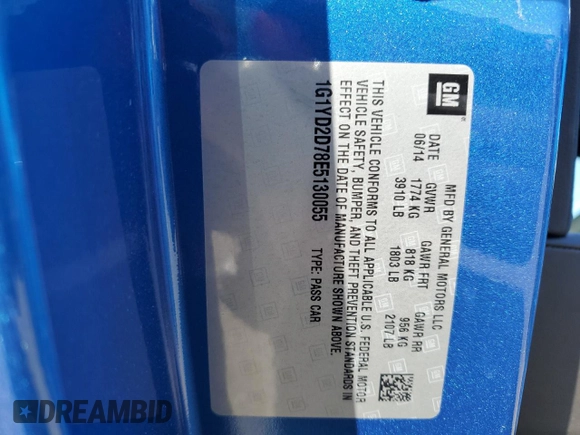 GM
MFD BY GENERAL MOTORS LLC
DATE GVWR GAWR FRT GAWR RR
06/14 1774 KG 818 KG 956 KG
3910 LB 1803 LB 2107 LB
THIS VEHICLE CONFORMS TO ALL APPLICABLE U.S. FEDERAL MOTOR
VEHICLE SAFETY, BUMPER, AND THEFT PREVENTION STANDARDS IN
EFFECT ON THE DATE OF MANUFACTURE SHOWN ABOVE.
1G1YD2D78E5130055 TYPE: PASS CAR
DREAMBID